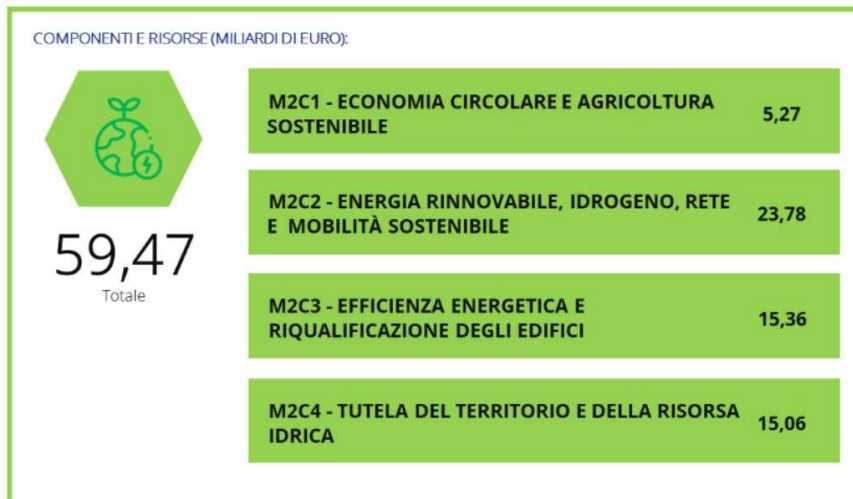 COMPONENTI E RISORSE (MILIARDI DI EURO):
59,47
Totale
M2C1 - ECONOMIA CIRCOLARE E AGRICOLTURA
SOSTENIBILE
5,27
M2C2 - ENERGIA RINNOVABILE, IDROGENO, RETE
E MOBILITÀ SOSTENIBILE
23,78
M2C3 - EFFICIENZA ENERGETICA E
RIQUALIFICAZIONE DEGLI EDIFICI
15,36
M2C4 - TUTELA DEL TERRITORIO E DELLA RISORSA
IDRICA
15,06